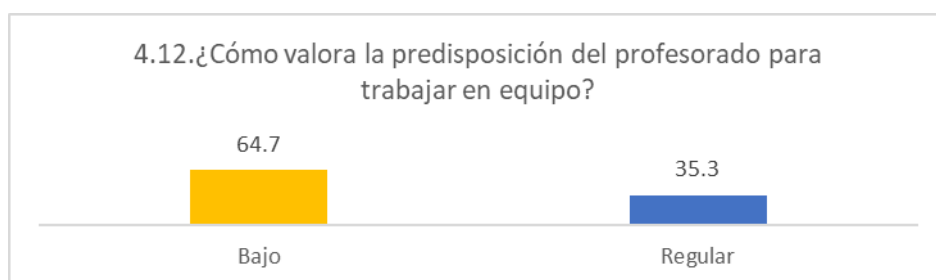 4.12.¿Cómo valora la predisposición del profesorado para
trabajar en equipo?
64.7
35.3
Bajo
Regular